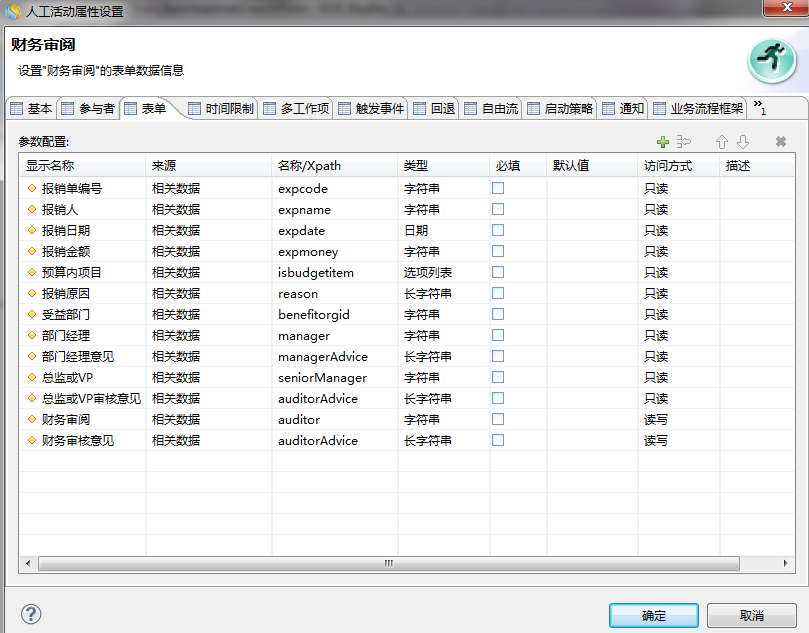 人工活动属性设置
财务审阅
设置"财务审阅"的表单数据信息
基本 参与者 表单 时间限制 多工作项 触发事件 回退 自由流 启动策略 通知 业务流程框架 »1
参数配置:
显示名称 来源 名称/Xpath 类型 必填 默认值 访问方式 描述
报销单编号 相关数据 expcode 字符串 只读
报销人 相关数据 expname 字符串 只读
报销日期 相关数据 expdate 日期 只读
报销金额 相关数据 expmoney 字符串 只读
预算内项目 相关数据 isbudgetitem 选项列表 只读
报销原因 相关数据 reason 长字符串 只读
受益部门 相关数据 benefitorgid 字符串 只读
部门经理 相关数据 manager 字符串 只读
部门经理意见 相关数据 managerAdvice 长字符串 只读
总监或VP 相关数据 seniorManager 字符串 只读
总监或VP审核意见 相关数据 auditorAdvice 长字符串 只读
财务审阅 相关数据 auditor 字符串 读写
财务审核意见 相关数据 auditorAdvice 长字符串 读写
确定 取消